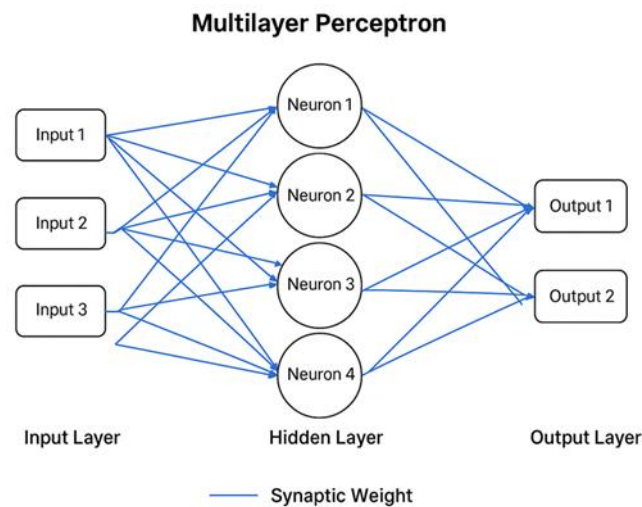 Multilayer Perceptron
Input 1
Input 2
Input 3
Neuron 1
Neuron 2
Neuron 3
Neuron 4
Output 1
Output 2
Input Layer
Hidden Layer
Output Layer
Synaptic Weight